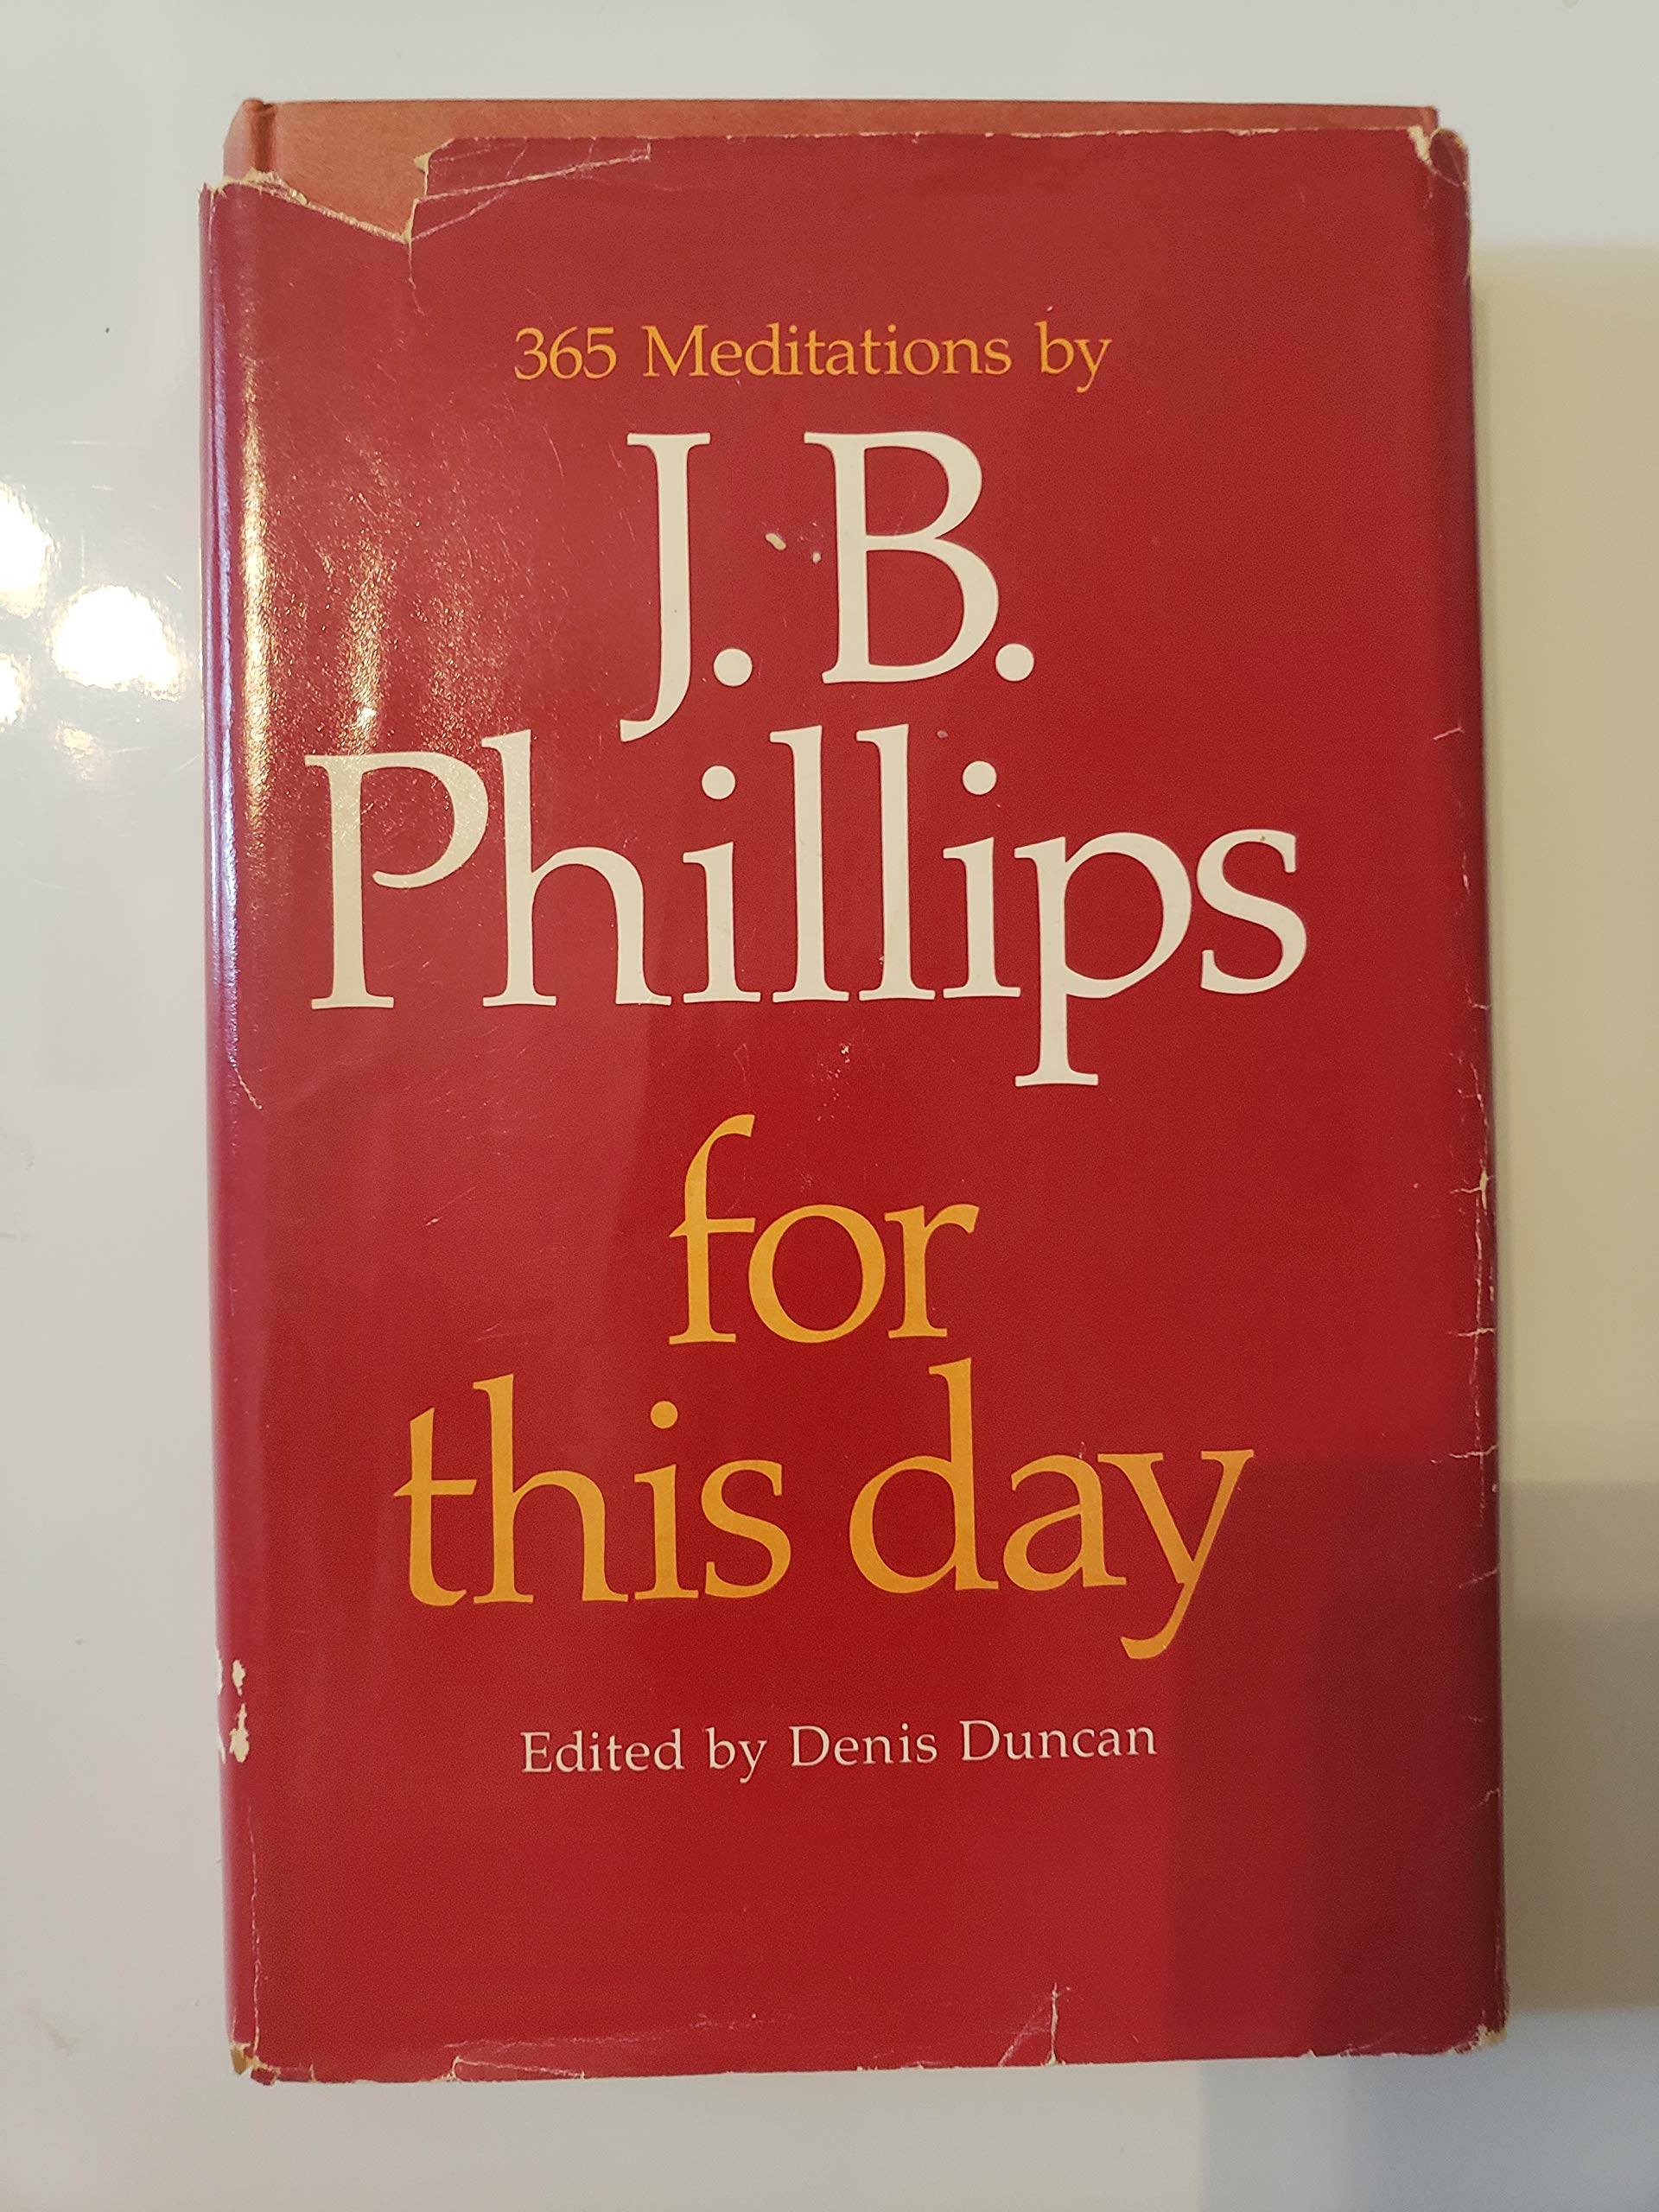 365 Meditations by
J. B.
Phillips
for
this day
Edited by Denis Duncan